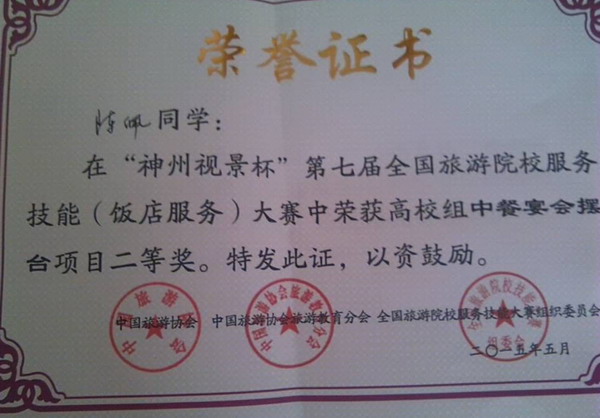 荣誉证书
陈佩同学：
在“神州视景杯”第七届全国旅游院校服务
技能（饭店服务）大赛中荣获高校组中餐宴会摆
台项目二等奖。特发此证，以资鼓励。
中国旅游协会 中国旅游协会旅游教育分会 全国旅游院校服务技能大赛组织委员会
二〇一五年五月